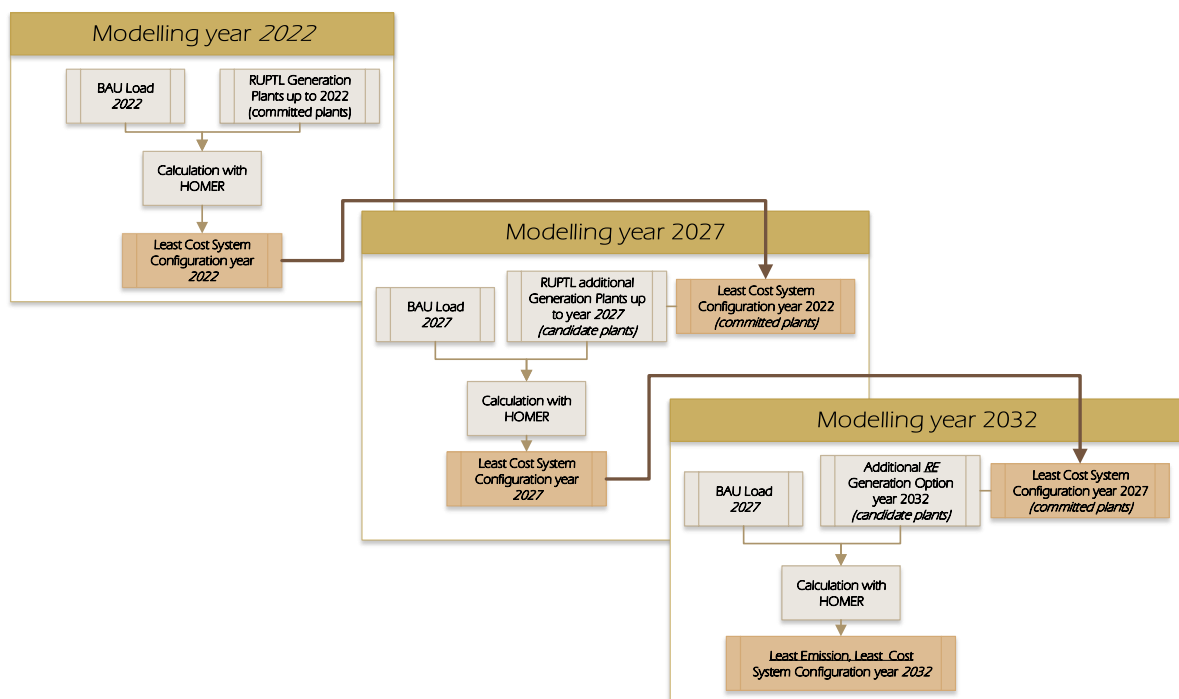 Modelling year 2022
BAU Load
2022
RUPTL Generation
Plants up to 2022
(committed plants)
Calculation with
HOMER
Least Cost System
Configuration year
2022
Modelling year 2027
BAU Load
2027
RUPTL additional
Generation Plants up
to year 2027
(candidate plants)
Least Cost System
Configuration year 2022
(committed plants)
Calculation with
HOMER
Least Cost System
Configuration year
2027
Modelling year 2032
BAU Load
2027
Additional RE
Generation Option
year 2032
(candidate plants)
Least Cost System
Configuration year 2027
(committed plants)
Calculation with
HOMER
Least Emission, Least Cost
System Configuration year 2032